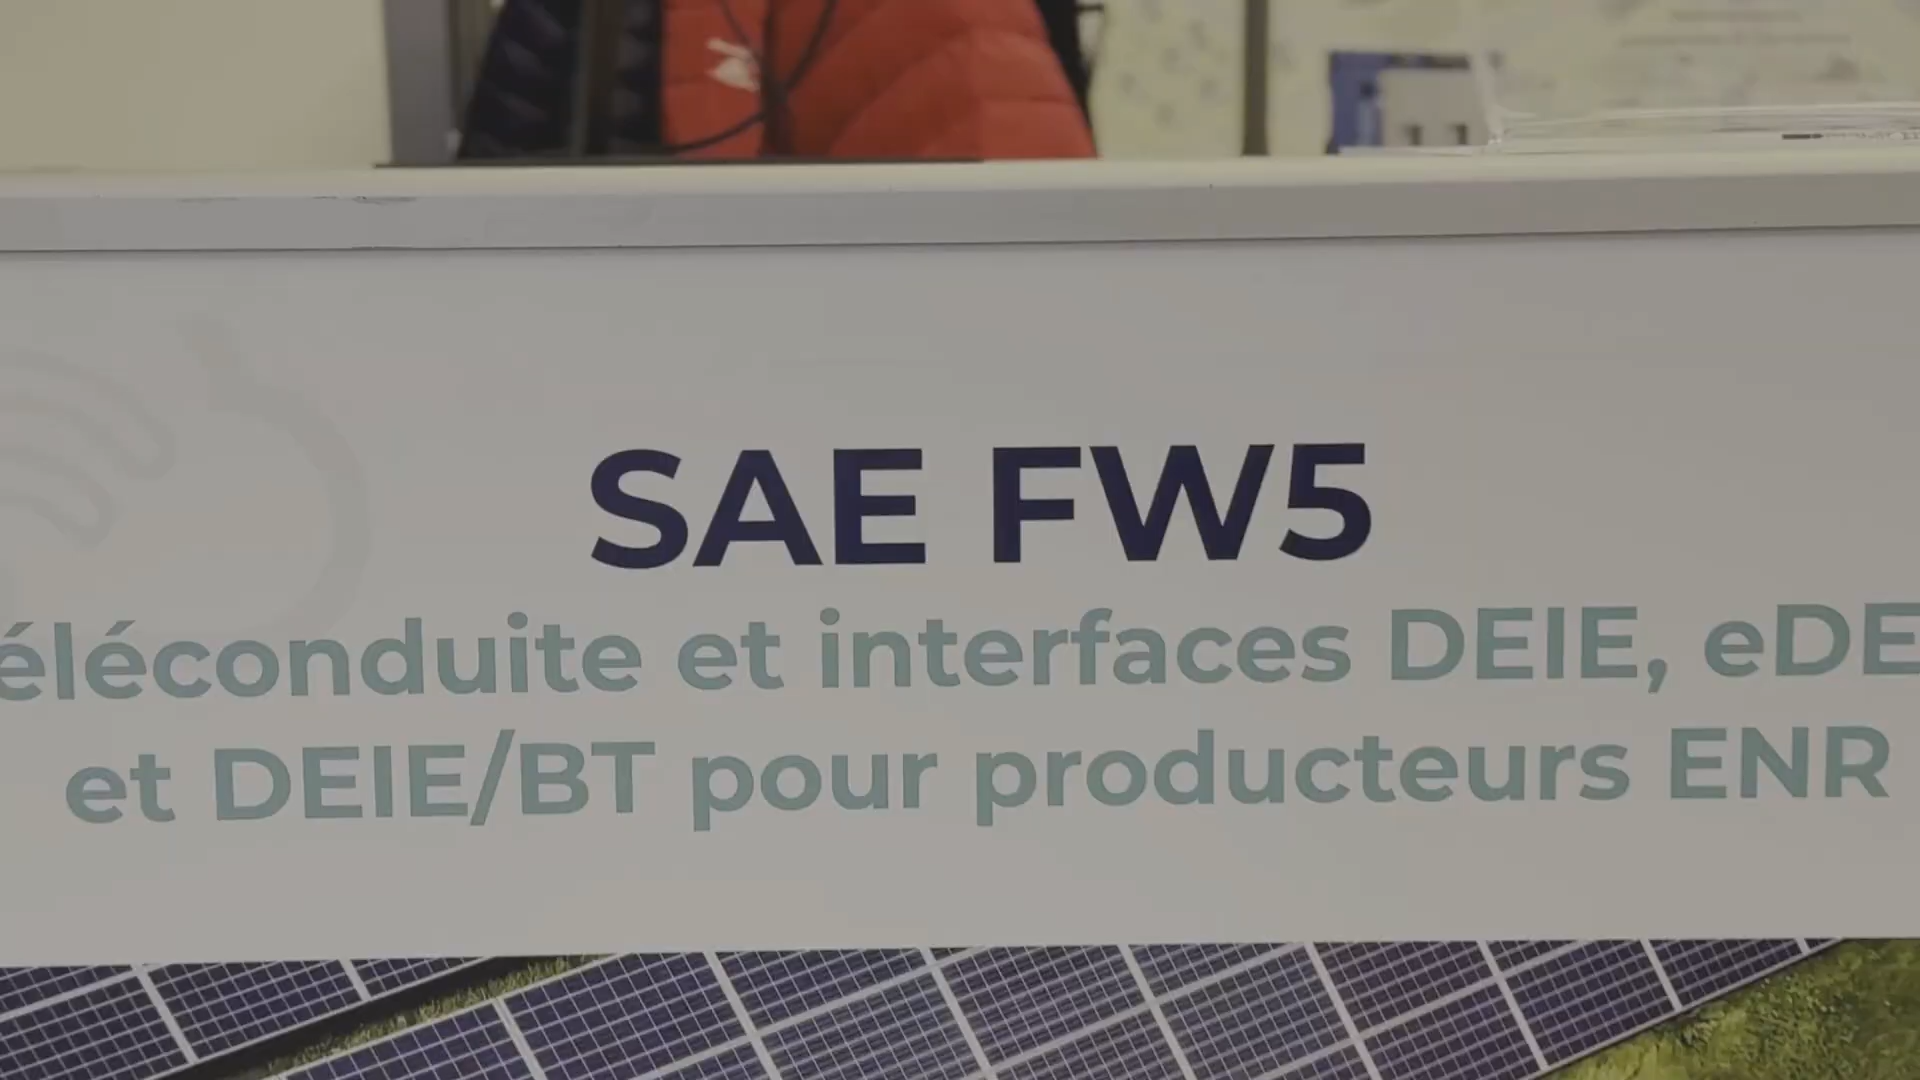 SAE FW5
éléconduite et interfaces DEIE, eDE
et DEIE/BT pour producteurs ENR